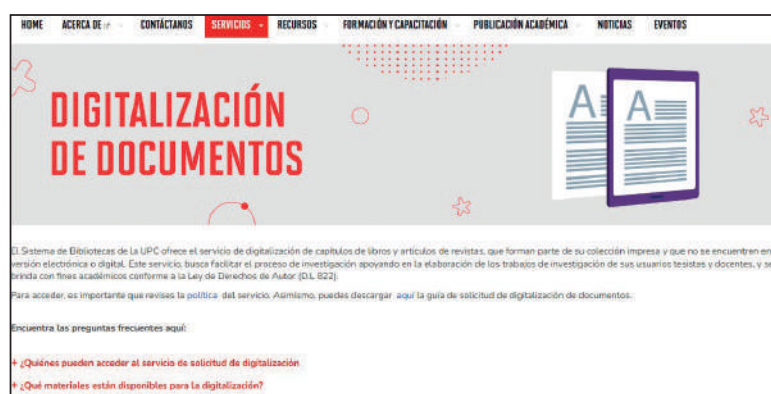 HOME ACERCA DE CONTÁCTANOS SERVICIOS RECURSOS FORMACIÓN Y CAPACITACIÓN PUBLICACIÓN ACADÉMICA NOTICIAS EVENTOS
DIGITALIZACIÓN
DE DOCUMENTOS
A A
El Sistema de Bibliotecas de La UPC ofrece el servicio de digitalización de capítulos de libros y artículos de revistas, que forman parte de su colección impresa y que no se encuentren en
versión electrónica o digital. Este servicio, busca facilitar el proceso de investigación apoyando en la elaboración de los trabajos de investigación de sus usuarios tesistas y docentes, y se
brinda con fines académicos conforme a la Ley de Derechos de Autor (D.L 822).
Para acceder, es importante que revises la política del servicio. Asimismo, puedes descargar aquí la guía de solicitud de digitalización de documentos.
Encuentra las preguntas frecuentes aquí:
+ ¿Quiénes pueden acceder al servicio de solicitud de digitalización
+ ¿Qué materiales están disponibles para la digitalización?